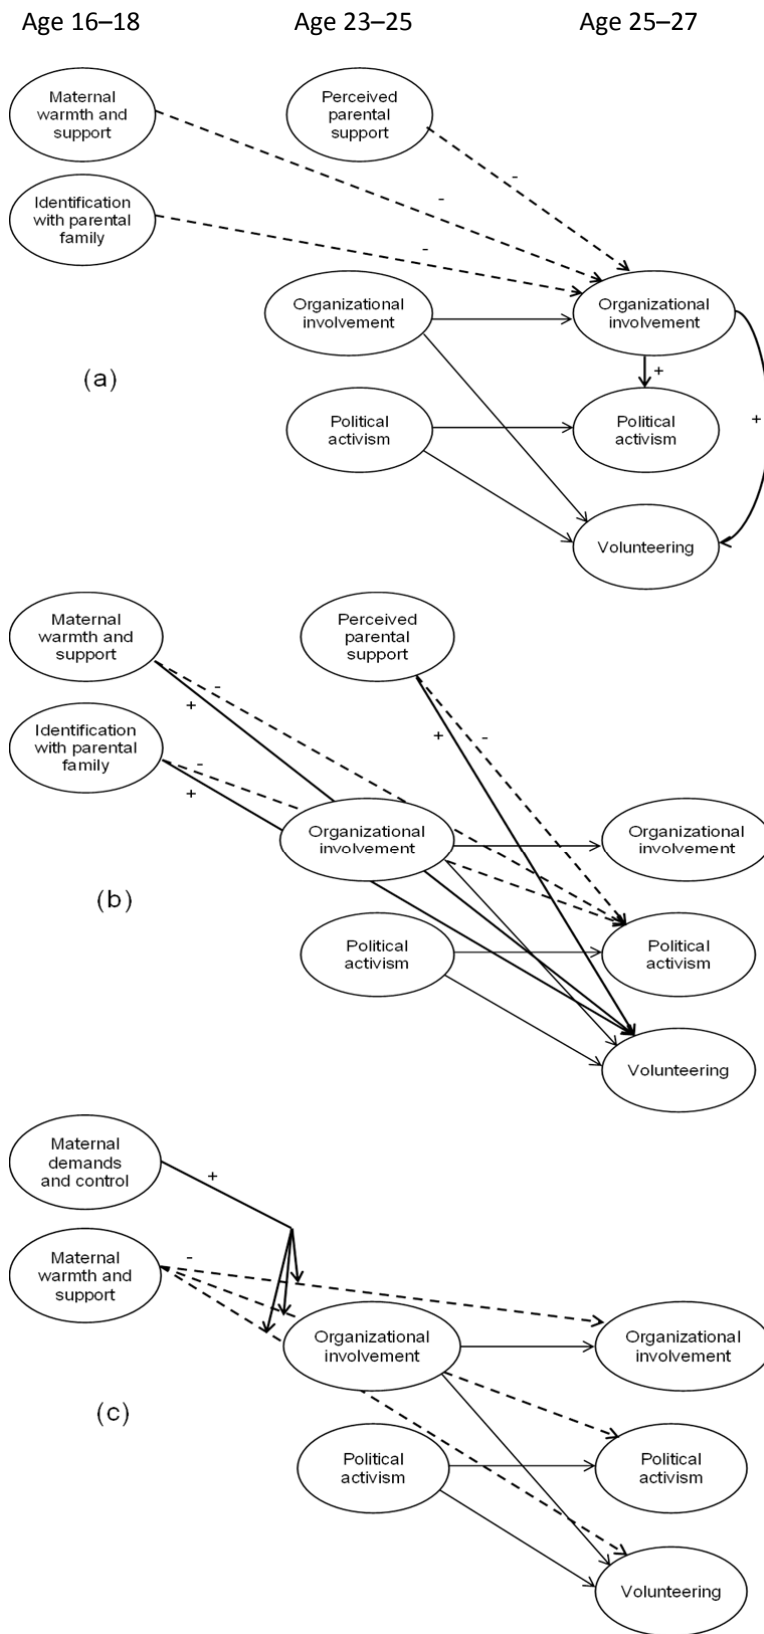 Age 16–18
Age 23–25
Age 25–27
Maternal
warmth and
support
Perceived
parental
support
-
-
Identification
with parental
family
-
Organizational
involvement
Organizational
involvement
(a)
+
Political
activism
Political
activism
+
Volunteering
Maternal
warmth and
support
Perceived
parental
support
-
+
Identification
with parental
family
-
+
-
+
Organizational
involvement
Organizational
involvement
(b)
Political
activism
Political
activism
Volunteering
Maternal
demands
and control
+
Maternal
warmth and
support
-
Organizational
involvement
Organizational
involvement
(c)
Political
activism
Political
activism
Volunteering